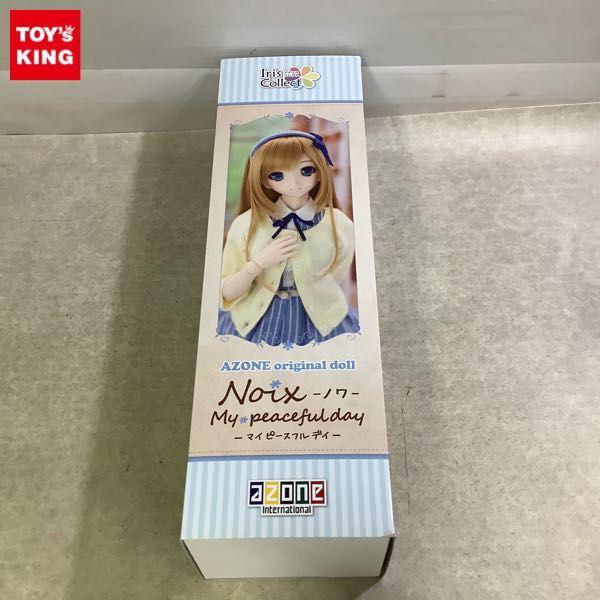 TOY's
KING
Iris
Collect
AZONE original doll
Noix -ノワ-
My peaceful day
-マイピースフルデイ-
azone
International